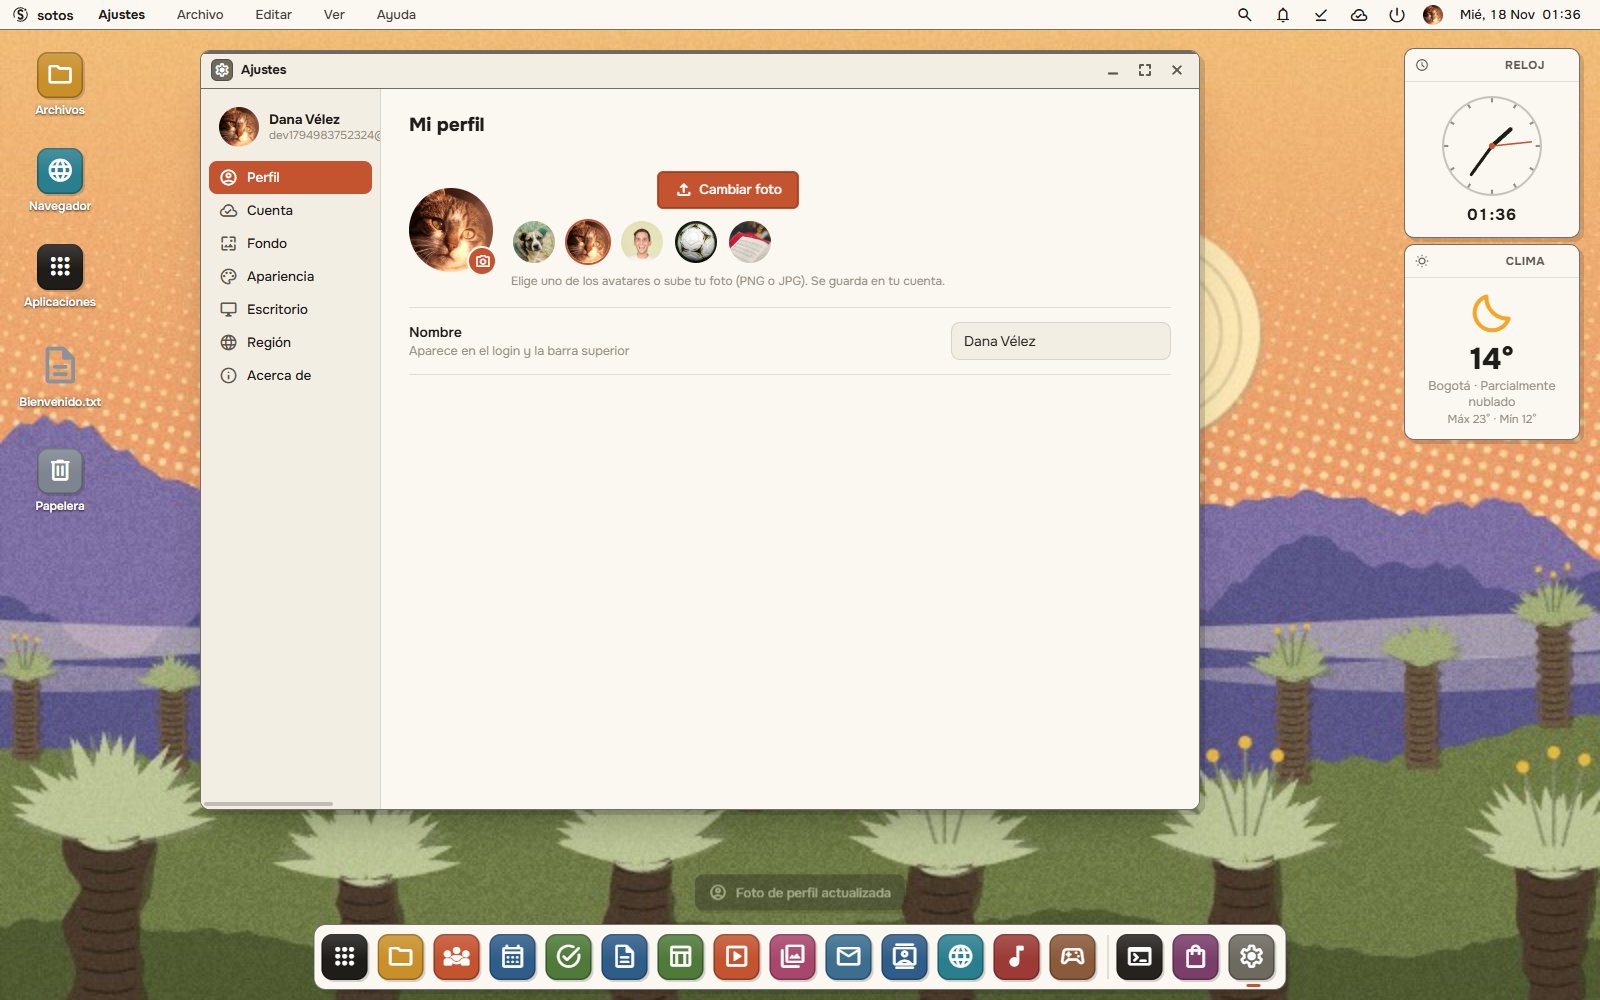 sotos Ajustes Archivo Editar Ver Ayuda
Mié, 18 Nov 01:36
Archivos
Navegador
Aplicaciones
Bienvenido.txt
Papelera
Ajustes
Dana Vélez
dev1794983752324@
Perfil
Cuenta
Fondo
Apariencia
Escritorio
Región
Acerca de
Mi perfil
Cambiar foto
Elige uno de los avatares o sube tu foto (PNG o JPG). Se guarda en tu cuenta.
Nombre
Aparece en el login y la barra superior
Dana Vélez
RELOJ
01:36
CLIMA
14°
Bogotá · Parcialmente
nublado
Máx 23° · Mín 12°
Foto de perfil actualizada